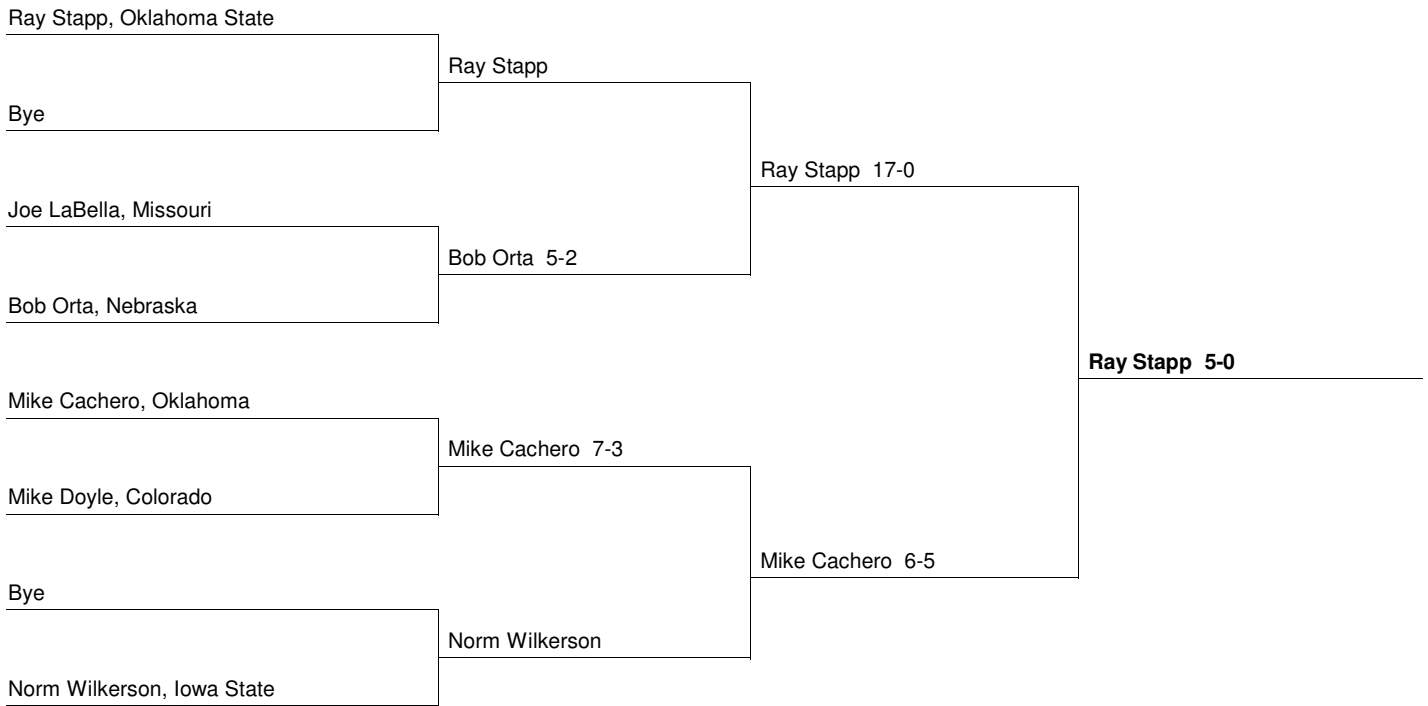 Ray Stapp, Oklahoma State
Ray Stapp
Bye
Ray Stapp 17-0
Joe LaBella, Missouri
Bob Orta 5-2
Bob Orta, Nebraska
Ray Stapp 5-0
Mike Cachero, Oklahoma
Mike Cachero 7-3
Mike Doyle, Colorado
Mike Cachero 6-5
Bye
Norm Wilkerson
Norm Wilkerson, Iowa State